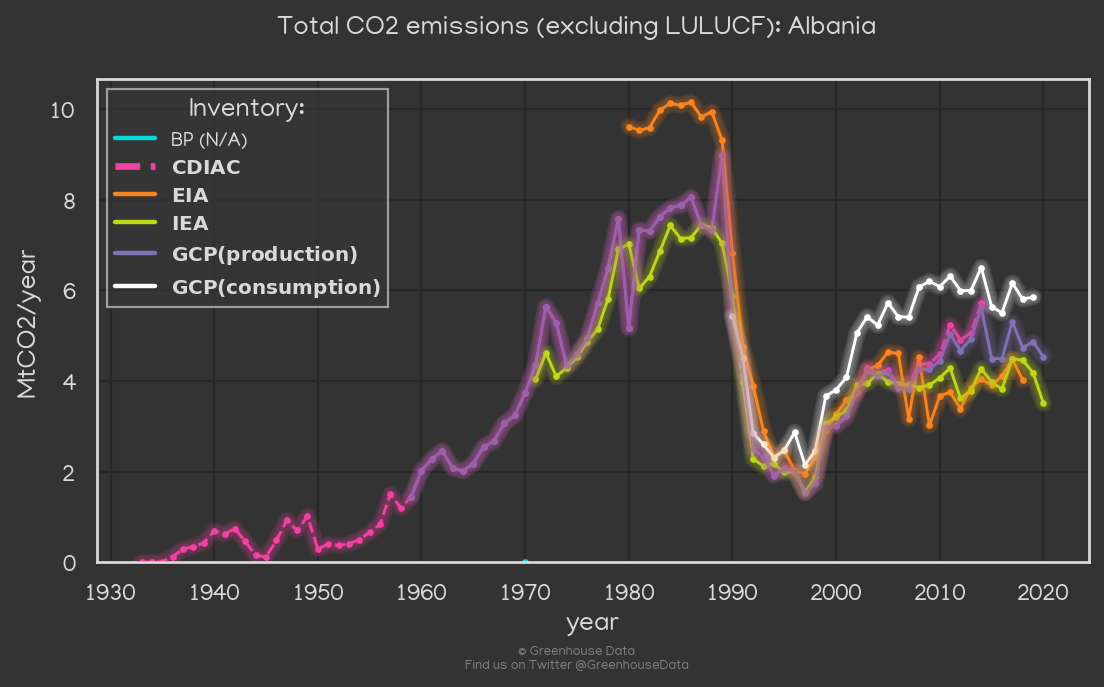 Total CO2 emissions (excluding LULUCF): Albania
Inventory:
BP (N/A)
CDIAC
EIA
IEA
GCP(production)
GCP(consumption)
MtCO2/year
10
8
6
4
2
0
1930 1940 1950 1960 1970 1980 1990 2000 2010 2020
year
© Greenhouse Data
Find us on Twitter @GreenhouseData